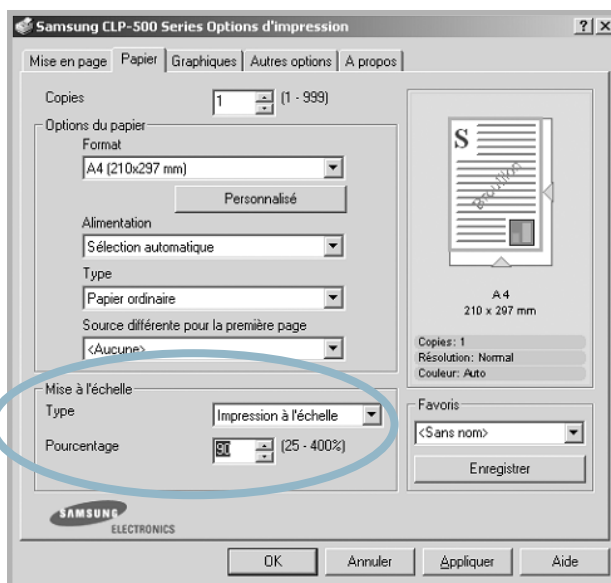 Samsung CLP-500 Series Options d'impression
Mise en page Papier Graphiques Autres options A propos
Copies 1 (1 - 999)
Options du papier
Format
A4 (210x297 mm)
Personnalisé
Alimentation
Sélection automatique
Type
Papier ordinaire
Source différente pour la première page
<Aucune>
Mise à l'échelle
Type Impression à l'échelle
Pourcentage 90 (25 - 400%)
SAMSUNG
ELECTRONICS
S
Brouillon
A4
210 x 297 mm
Copies: 1
Résolution: Normal
Couleur: Auto
Favoris
<Sans nom>
Enregistrer
OK Annuler Appliquer Aide